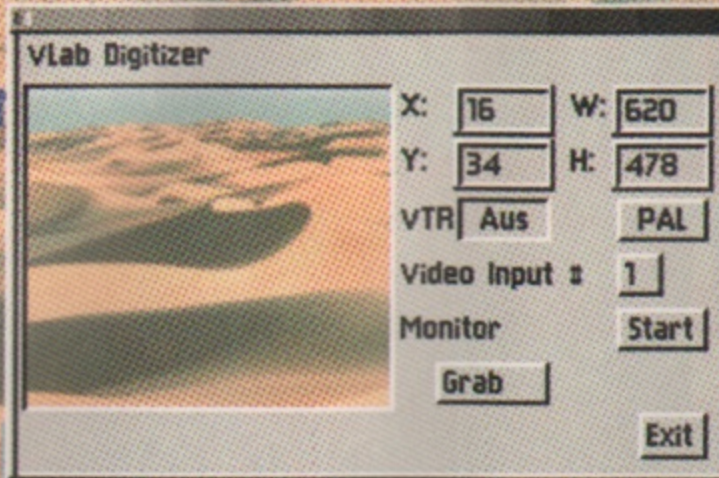 VLab Digitizer
X: 16 W: 620
Y: 34 H: 478
VTR Aus PAL
Video Input # 1
Monitor Start
Grab
Exit